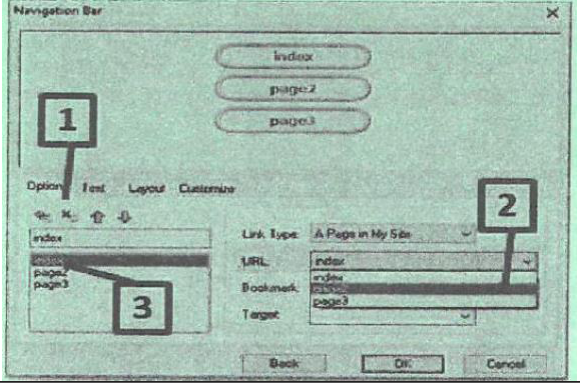 Navigation Bar
index
page2
page3
1
Options Text Layout Customize
2
index
Link Type: A Page in My Site
index
page2
page3
URL: index
index
page2
page3
Bookmark:
3
Target:
Back OK Cancel